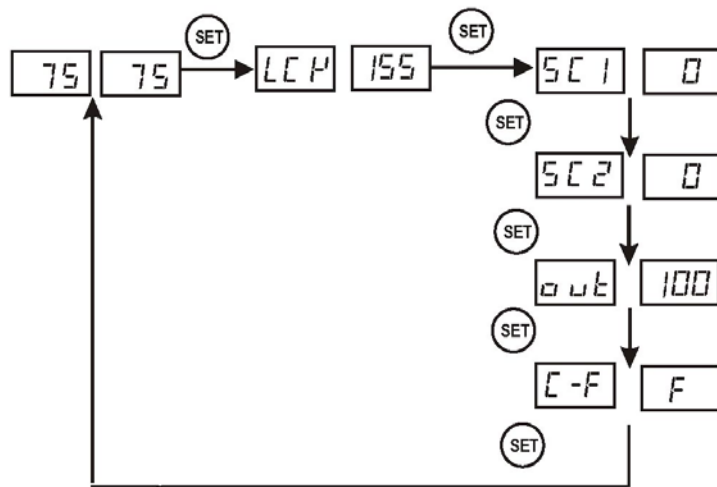 SET SET
75 75 LCK 155 SC1 0
SET
SC2 0
SET
out 100
SET
C-F F
SET